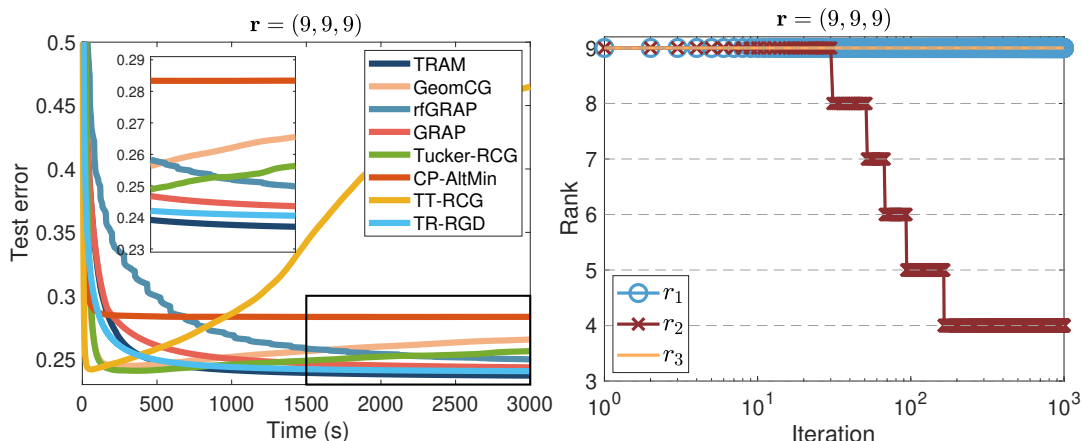 r = (9, 9, 9)
0.5
0.45
0.4
0.35
0.3
0.25
Test error
0.29
0.28
0.27
0.26
0.25
0.24
0.23
TRAM
GeomCG
rfGRAP
GRAP
Tucker-RCG
CP-AltMin
TT-RCG
TR-RGD
0
500
1000
1500
2000
2500
3000
Time (s)
r = (9, 9, 9)
9
8
7
6
5
4
3
Rank
r1
r2
r3
10^0
10^1
10^2
10^3
Iteration